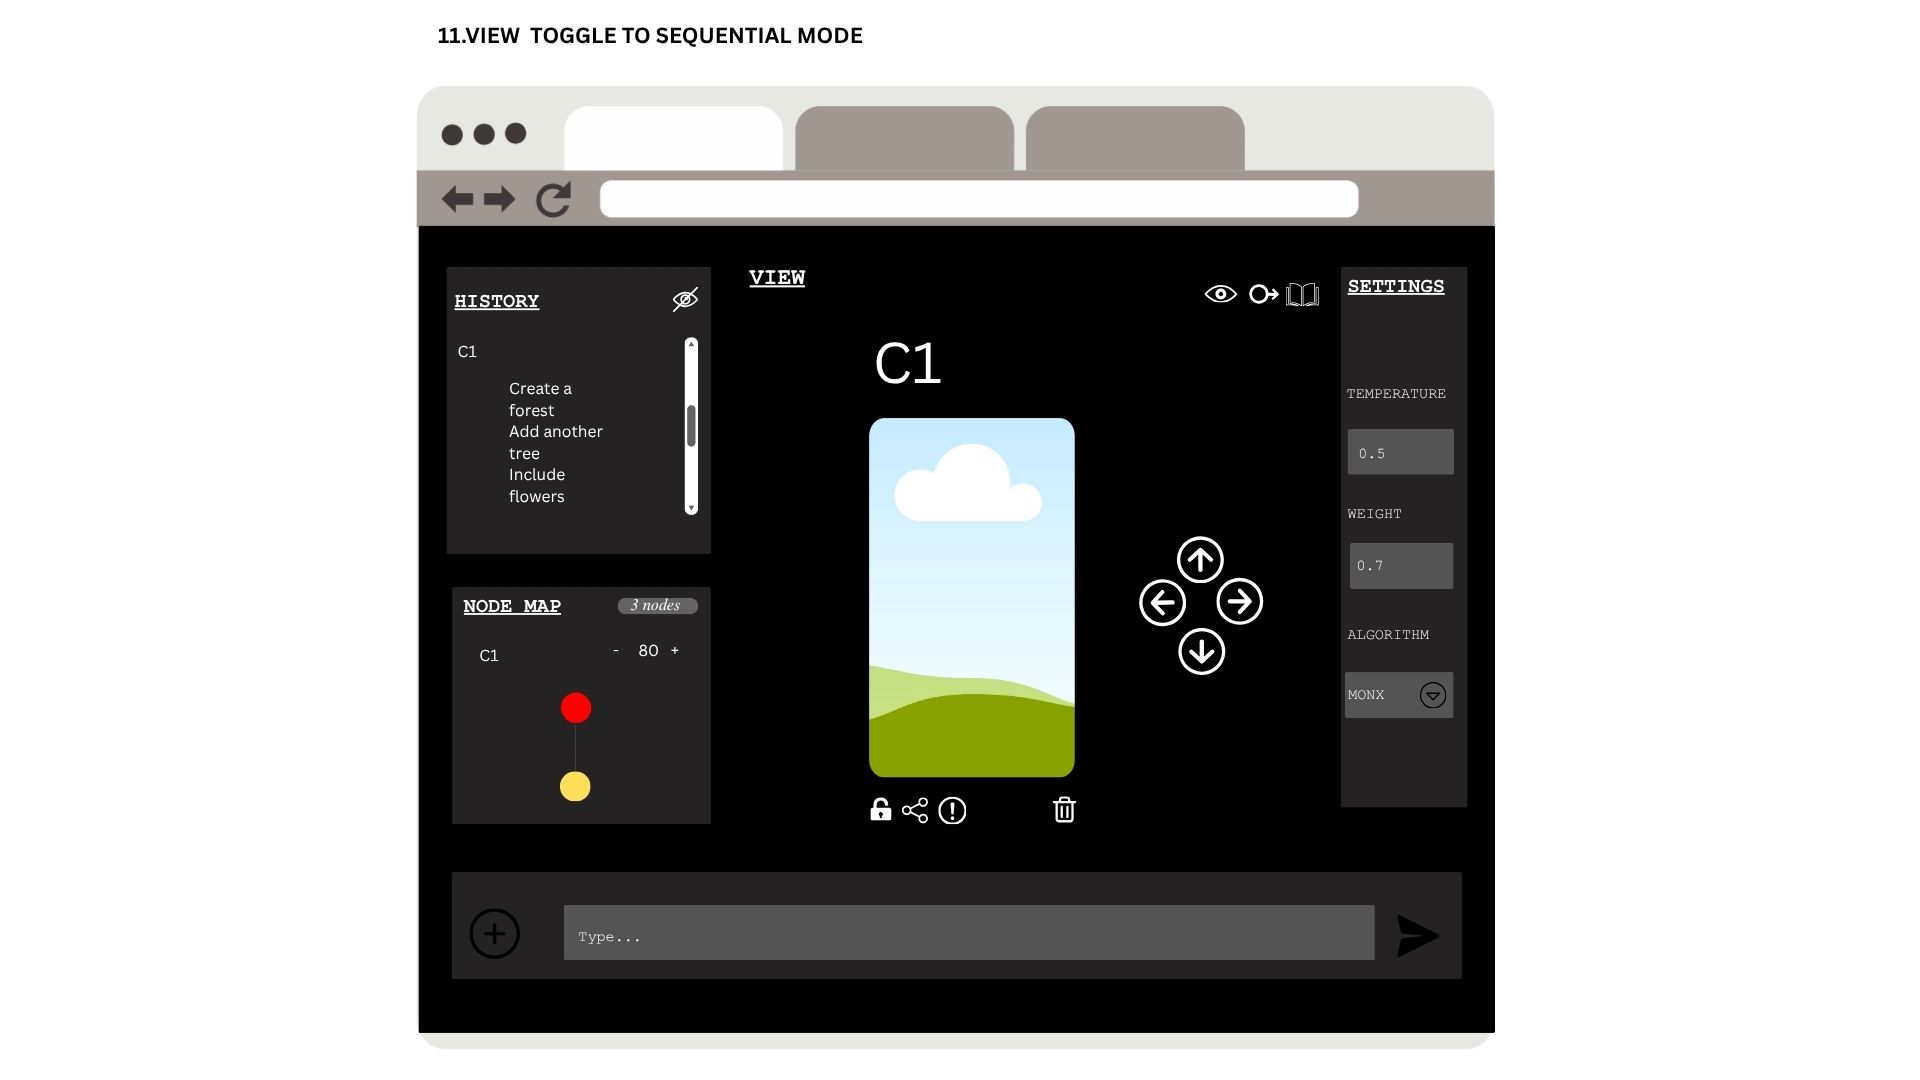 11.VIEW TOGGLE TO SEQUENTIAL MODE
HISTORY
C1
Create a
forest
Add another
tree
Include
flowers
NODE MAP
3 nodes
C1
- 80 +
VIEW
C1
SETTINGS
TEMPERATURE
0.5
WEIGHT
0.7
ALGORITHM
MONX
Type...